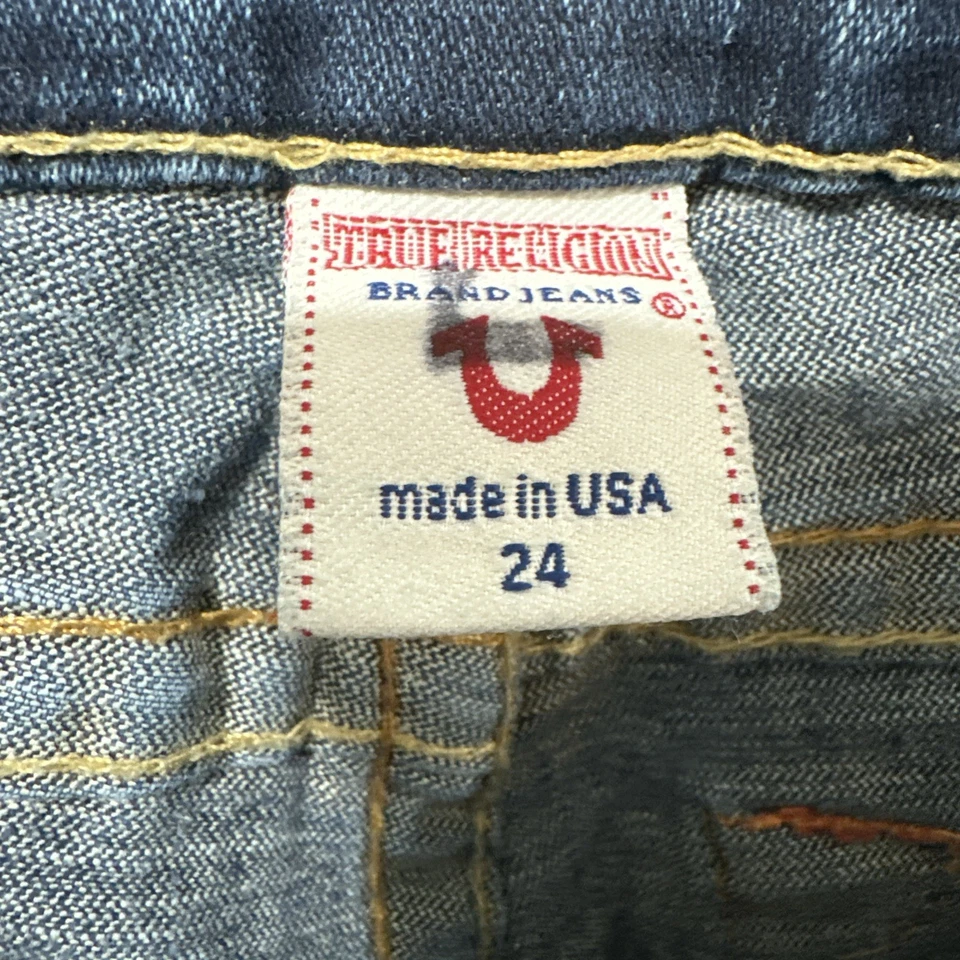 TRUE RELIGION
BRAND JEANS ®
made in USA
24